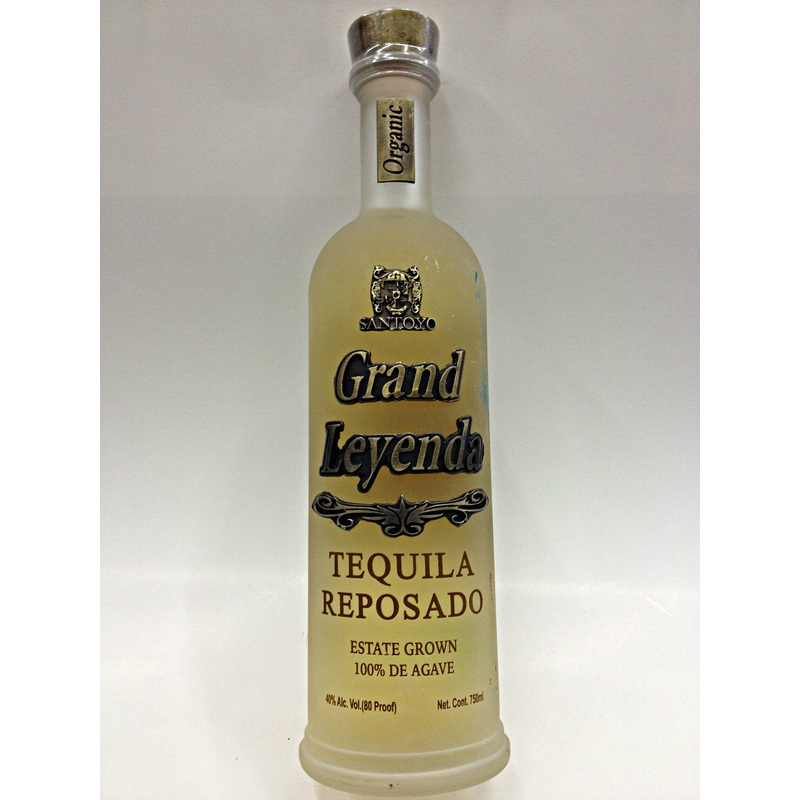 Organic
SANTOYO
Grand
Leyenda
TEQUILA
REPOSADO
ESTATE GROWN
100% DE AGAVE
40% Alc. Vol.(80 Proof) Net. Cont. 750ml